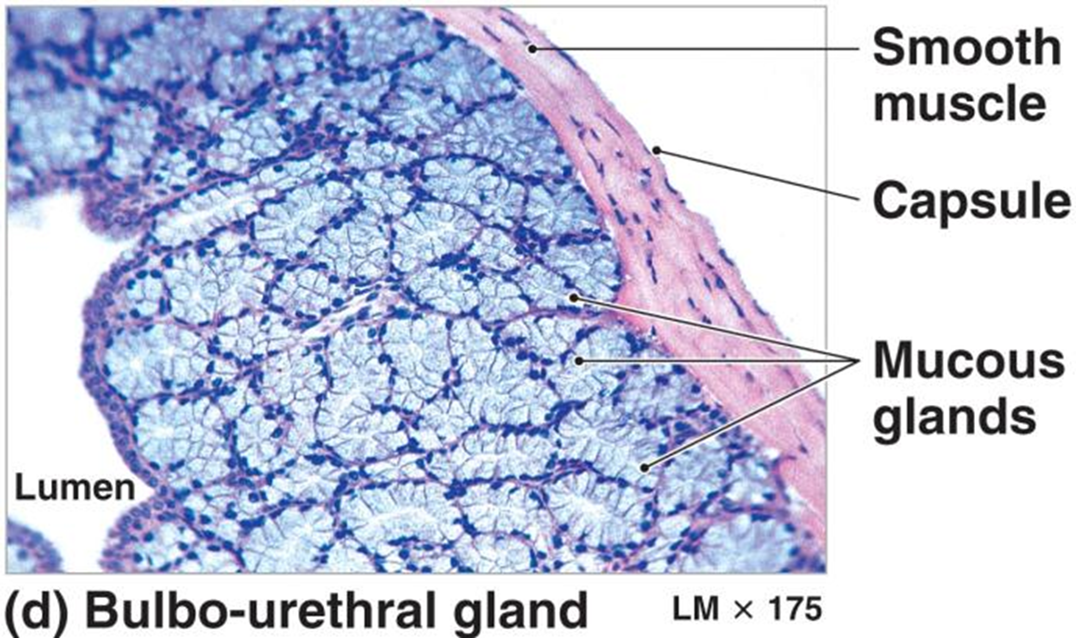 Smooth
muscle
Capsule
Mucous
glands
Lumen
(d) Bulbo-urethral gland
LM × 175